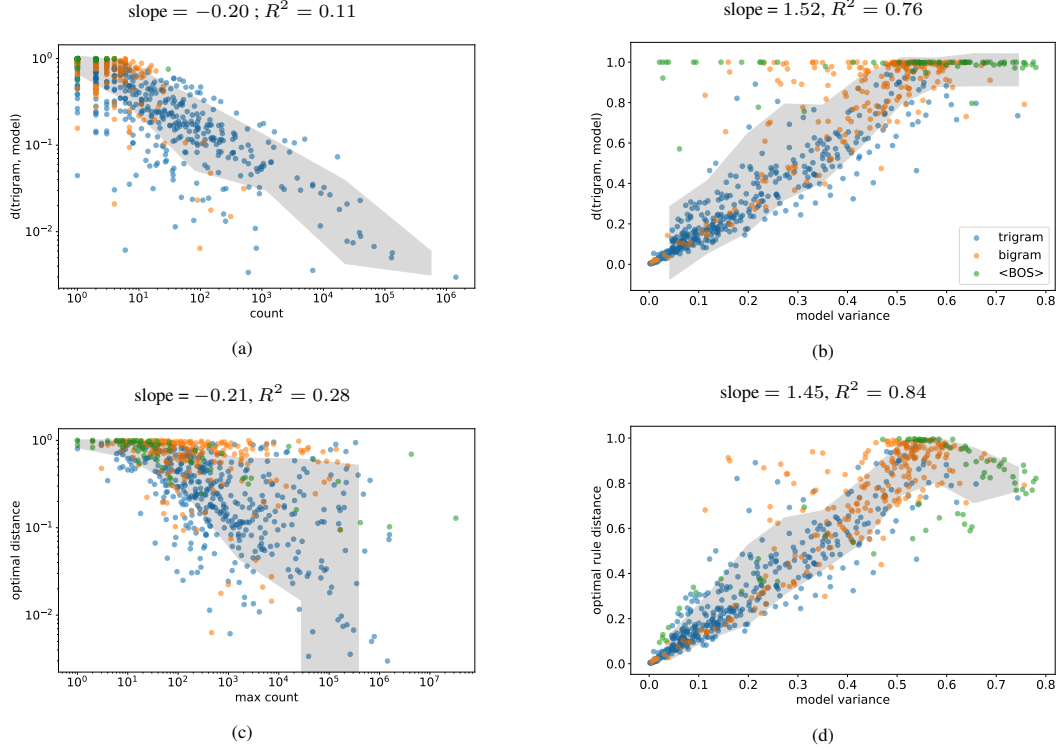 slope = −0.20 ; R² = 0.11
slope = 1.52, R² = 0.76
d(trigram, model)
10⁰
10⁻¹
10⁻²
10⁰ 10¹ 10² 10³ 10⁴ 10⁵ 10⁶
count
(a)
d(trigram, model)
1.0
0.8
0.6
0.4
0.2
0.0
trigram
bigram
<BOS>
0.0 0.1 0.2 0.3 0.4 0.5 0.6 0.7 0.8
model variance
(b)
slope = −0.21, R² = 0.28
slope = 1.45, R² = 0.84
optimal distance
10⁰
10⁻¹
10⁻²
10⁰ 10¹ 10² 10³ 10⁴ 10⁵ 10⁶ 10⁷
max count
(c)
optimal rule distance
1.0
0.8
0.6
0.4
0.2
0.0
0.0 0.1 0.2 0.3 0.4 0.5 0.6 0.7 0.8
model variance
(d)